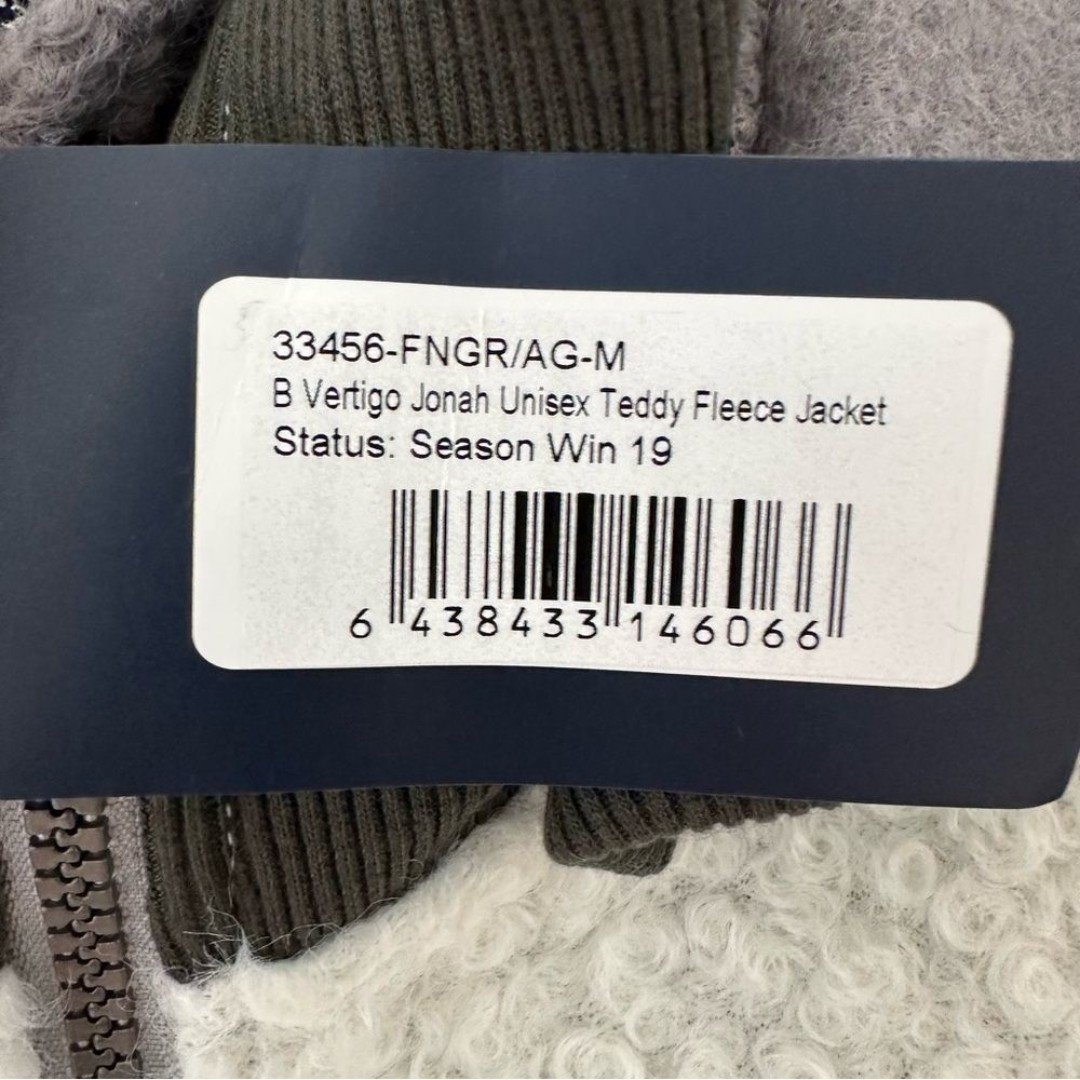 33456-FNGR/AG-M
B Vertigo Jonah Unisex Teddy Fleece Jacket
Status: Season Win 19
6 438433 146066